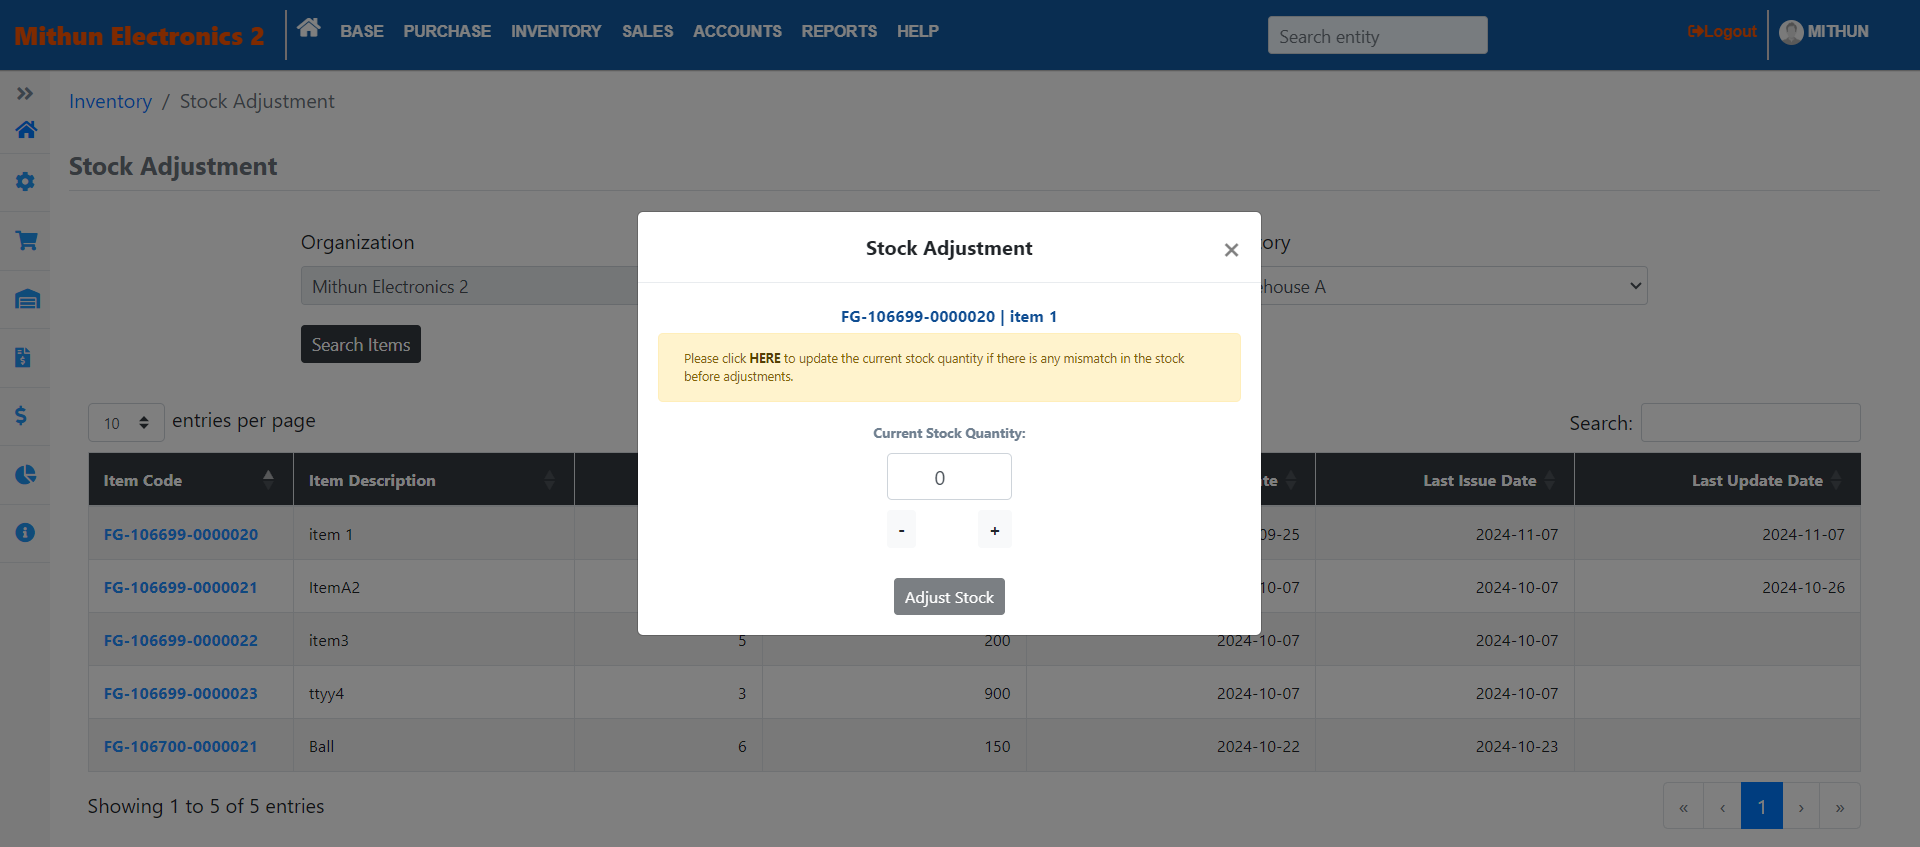 Mithun Electronics 2
BASE PURCHASE INVENTORY SALES ACCOUNTS REPORTS HELP
Search entity
Logout
MITHUN
Inventory / Stock Adjustment
Stock Adjustment
Organization
Mithun Electronics 2
Search Items
10 entries per page
Search:
Item Code Item Description Last Issue Date Last Update Date
FG-106699-0000020 item 1 2024-11-07 2024-11-07
FG-106699-0000021 ItemA2 2024-10-07 2024-10-26
FG-106699-0000022 item3 5 200 2024-10-07 2024-10-07
FG-106699-0000023 ttyy4 3 900 2024-10-07 2024-10-07
FG-106700-0000021 Ball 6 150 2024-10-22 2024-10-23
Showing 1 to 5 of 5 entries
« ‹ 1 › »
Stock Adjustment
×
FG-106699-0000020 | item 1
Please click HERE to update the current stock quantity if there is any mismatch in the stock
before adjustments.
Current Stock Quantity:
0
- +
Adjust Stock